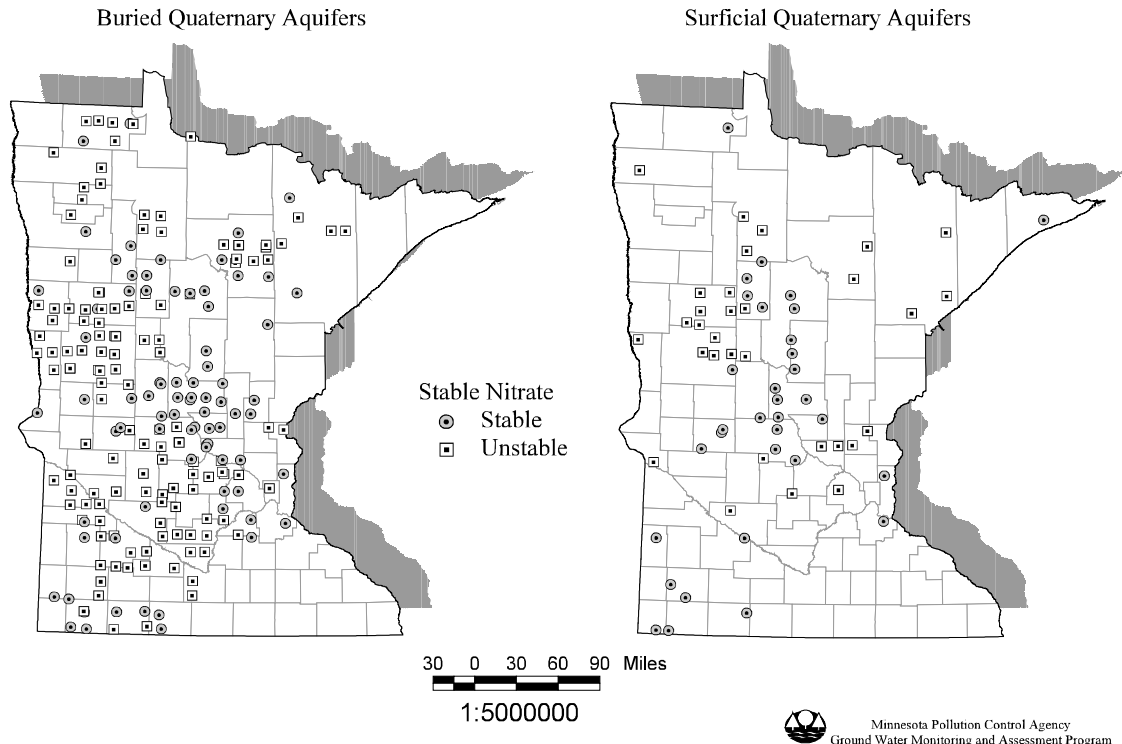 Buried Quaternary Aquifers
Surficial Quaternary Aquifers
Stable Nitrate
Stable
Unstable
30 0 30 60 90 Miles
1:5000000
Minnesota Pollution Control Agency
Ground Water Monitoring and Assessment Program